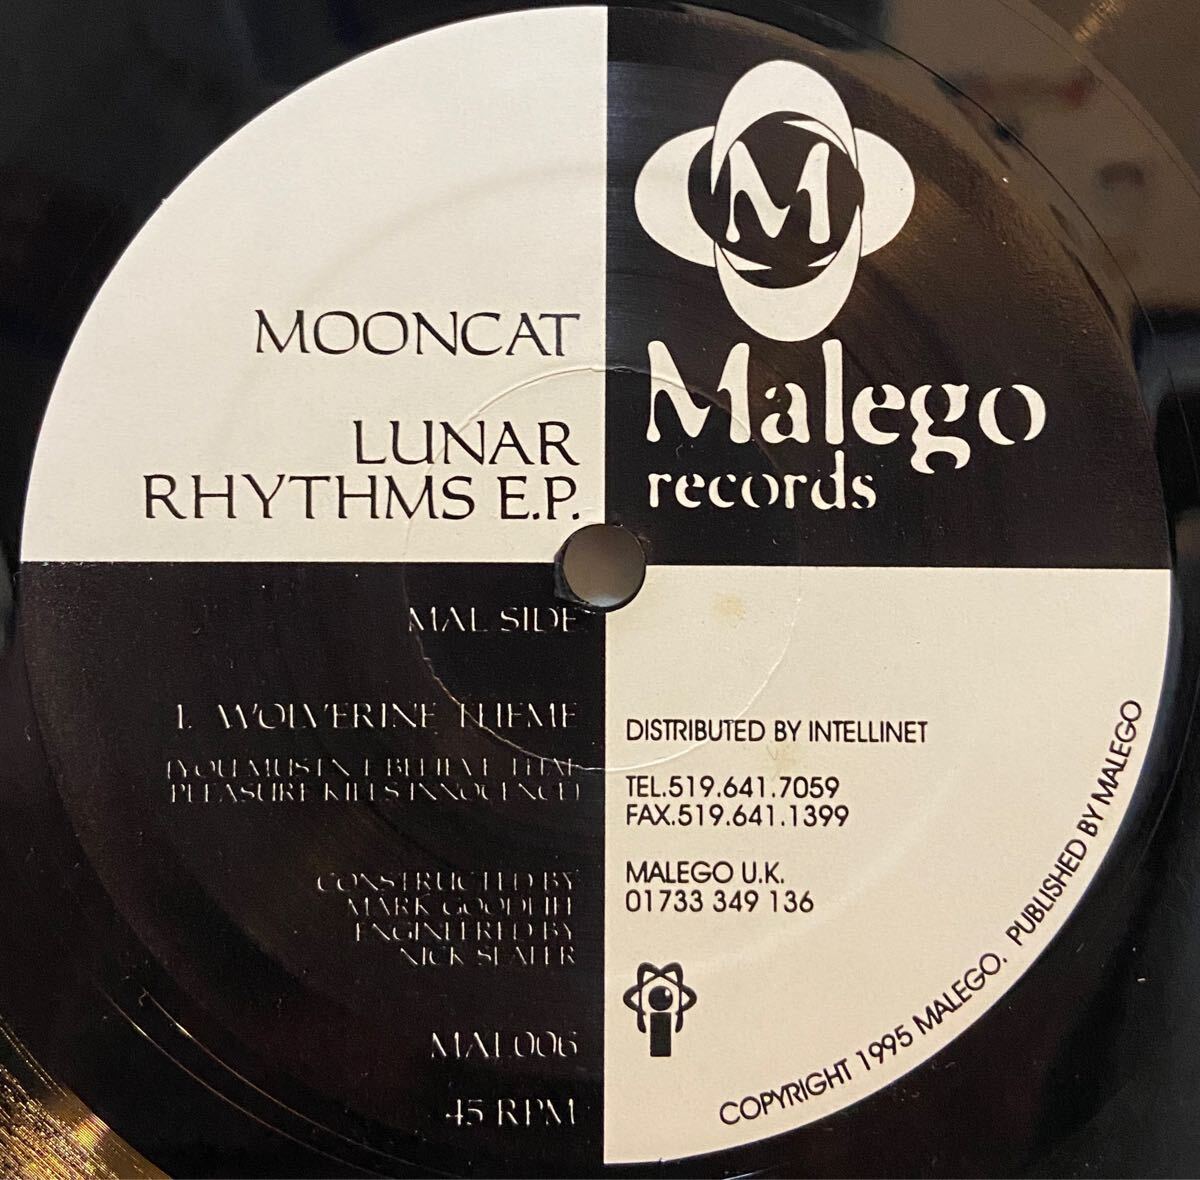 M
Malego
records
MOONCAT
LUNAR
RHYTHMS E.P.
MAL SIDE
1. WOLVERINE THEME
(YOU MUSTN'T BELIEVE THAT
PLEASURE KILLS INNOCENCE)
CONSTRUCTED BY
MARK GOODLIFF
ENGINEERED BY
NICK SLATER
MAL006
45 RPM
DISTRIBUTED BY INTELLINET
TEL.519.641.7059
FAX.519.641.1399
MALEGO U.K.
01733 349 136
COPYRIGHT 1995 MALEGO. PUBLISHED BY MALEGO